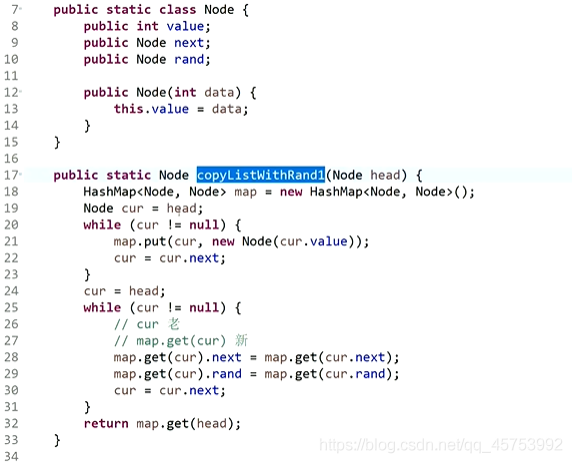 7 public static class Node {
8 public int value;
9 public Node next;
10 public Node rand;
11
12 public Node(int data) {
13 this.value = data;
14 }
15 }
16
17 public static Node copyListWithRand1(Node head) {
18 HashMap<Node, Node> map = new HashMap<Node, Node>();
19 Node cur = head;
20 while (cur != null) {
21 map.put(cur, new Node(cur.value));
22 cur = cur.next;
23 }
24 cur = head;
25 while (cur != null) {
26 // cur 老
27 // map.get(cur) 新
28 map.get(cur).next = map.get(cur.next);
29 map.get(cur).rand = map.get(cur.rand);
30 cur = cur.next;
31 }
32 return map.get(head);
33 }
34
https://blog.csdn.net/qq_45753992